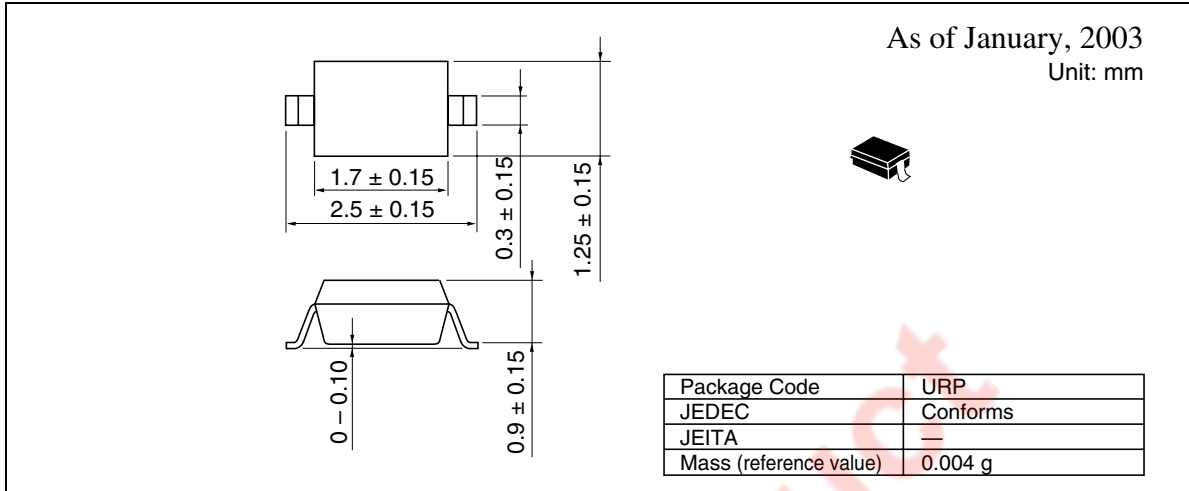 As of January, 2003
Unit: mm
1.7 ± 0.15
2.5 ± 0.15
0.3 ± 0.15
1.25 ± 0.15
0 – 0.10
0.9 ± 0.15
Package Code URP
JEDEC Conforms
JEITA —
Mass (reference value) 0.004 g
uct